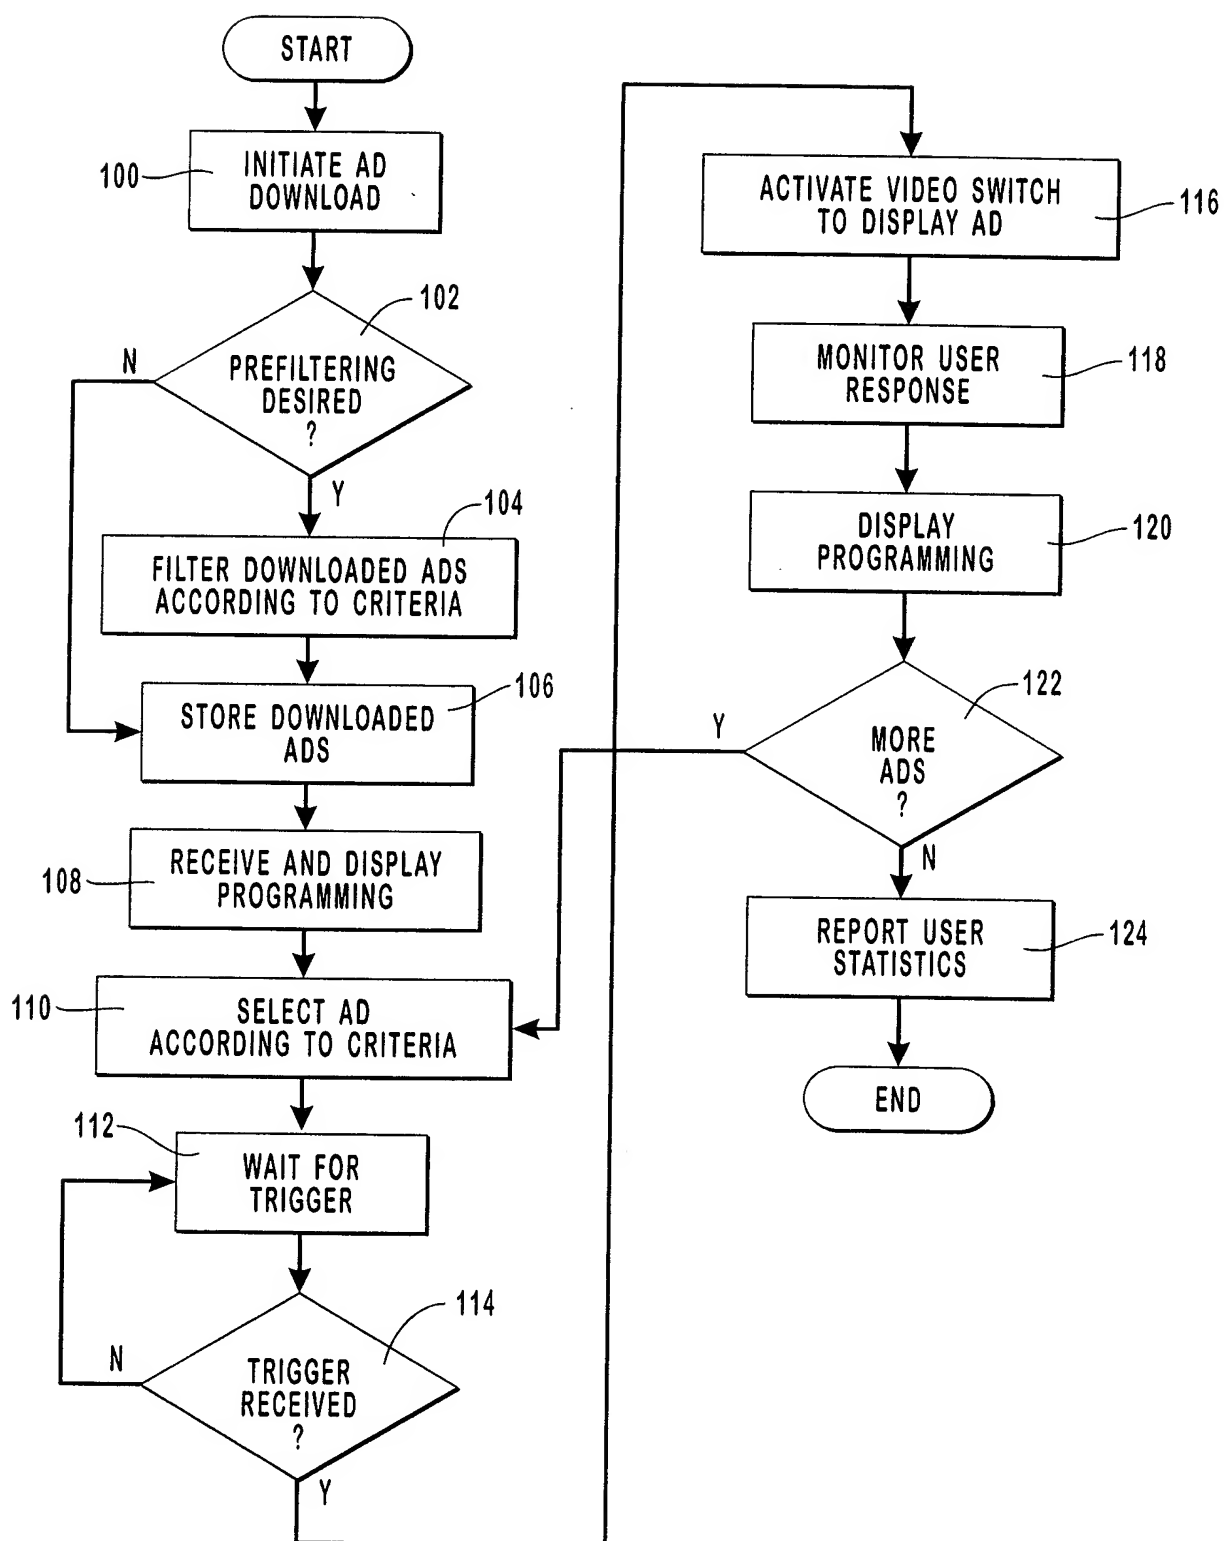 START
100
INITIATE AD
DOWNLOAD
102
N
PREFILTERING
DESIRED
?
Y
104
FILTER DOWNLOADED ADS
ACCORDING TO CRITERIA
106
STORE DOWNLOADED
ADS
108
RECEIVE AND DISPLAY
PROGRAMMING
110
SELECT AD
ACCORDING TO CRITERIA
112
WAIT FOR
TRIGGER
114
N
TRIGGER
RECEIVED
?
Y
ACTIVATE VIDEO SWITCH
TO DISPLAY AD
116
MONITOR USER
RESPONSE
118
DISPLAY
PROGRAMMING
120
122
Y
MORE
ADS
?
N
REPORT USER
STATISTICS
124
END